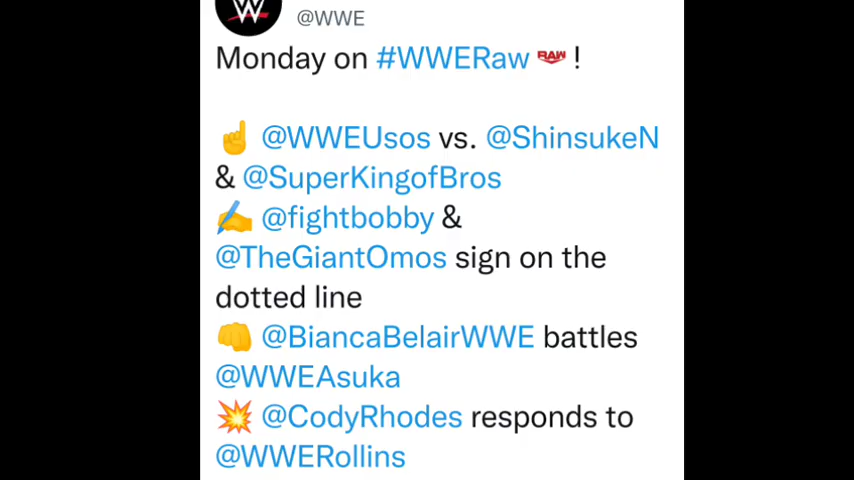 @WWE
Monday on #WWERaw RAW !
☝️ @WWEUsos vs. @ShinsukeN
& @SuperKingofBros
✍️ @fightbobby &
@TheGiantOmos sign on the
dotted line
👊 @BiancaBelairWWE battles
@WWEAsuka
💥 @CodyRhodes responds to
@WWERollins